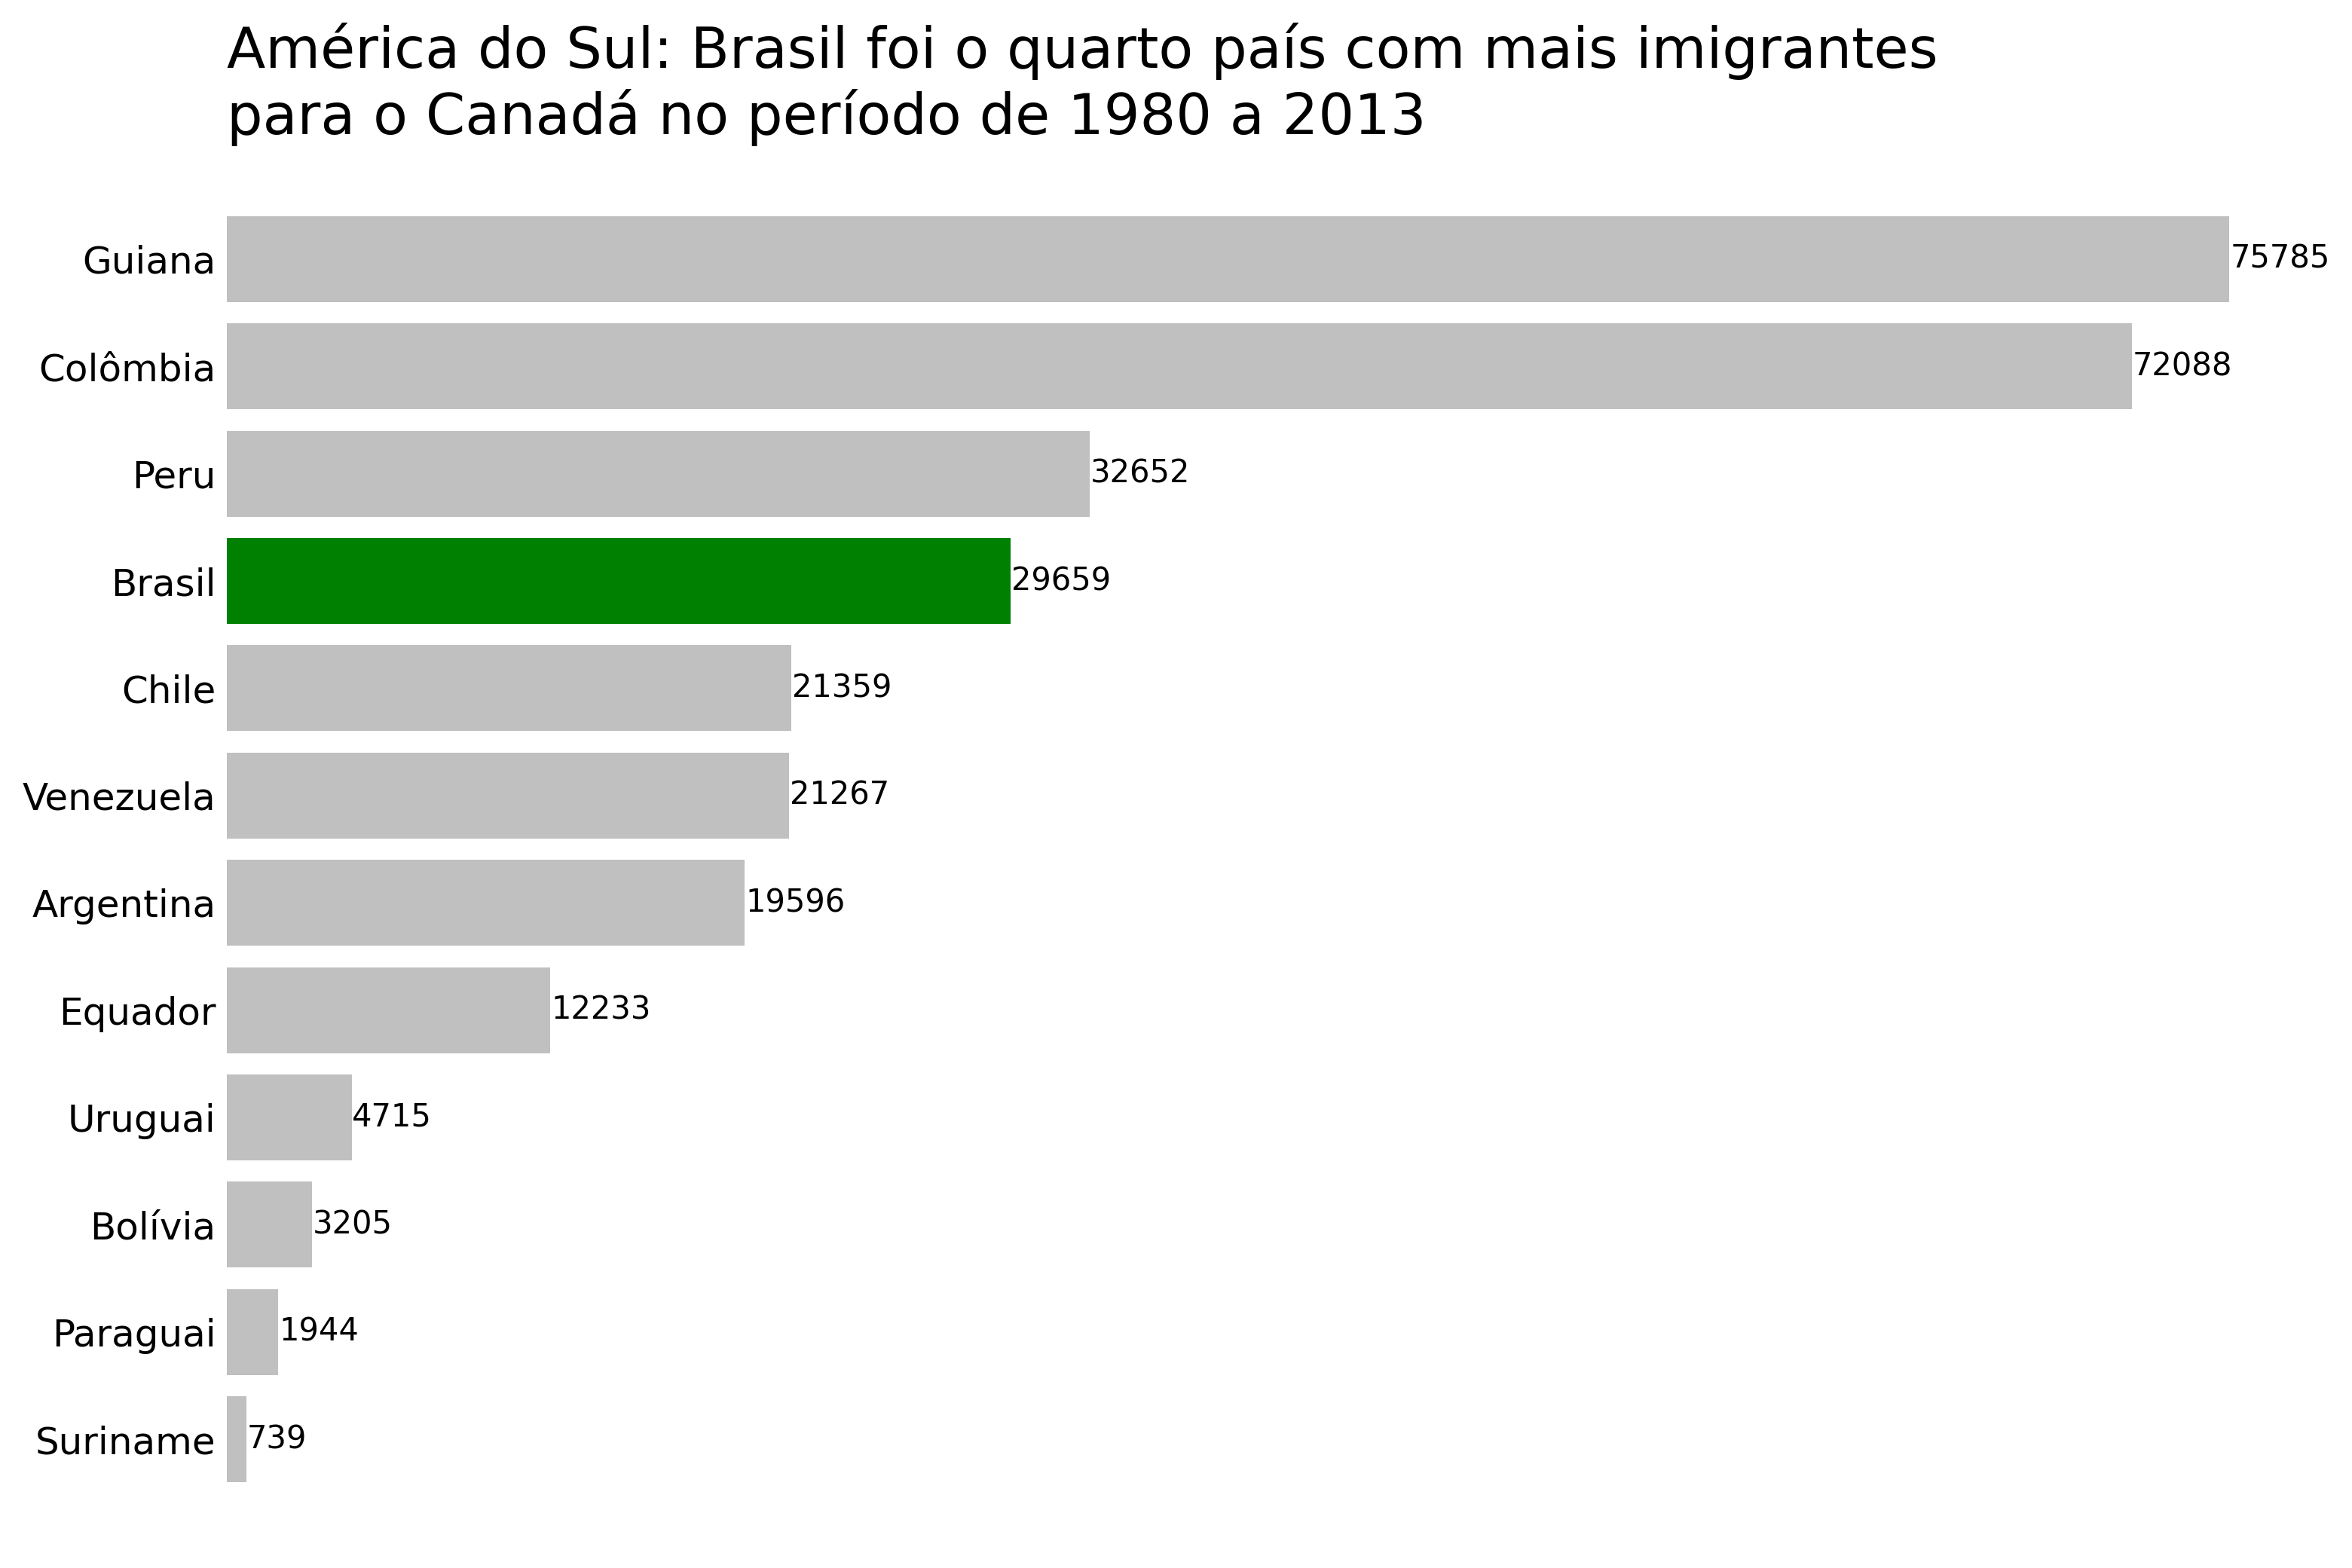 América do Sul: Brasil foi o quarto país com mais imigrantes
para o Canadá no período de 1980 a 2013
Guiana 75785
Colômbia 72088
Peru 32652
Brasil 29659
Chile 21359
Venezuela 21267
Argentina 19596
Equador 12233
Uruguai 4715
Bolívia 3205
Paraguai 1944
Suriname 739